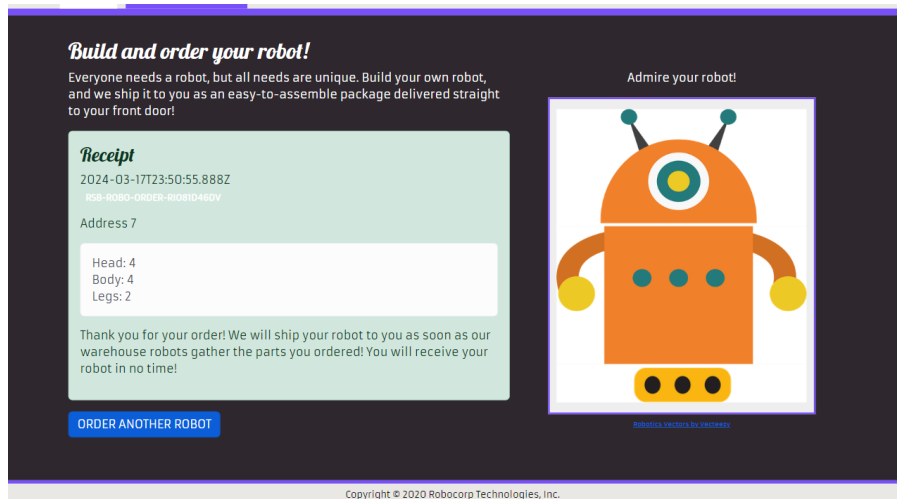 Build and order your robot!
Everyone needs a robot, but all needs are unique. Build your own robot,
and we ship it to you as an easy-to-assemble package delivered straight
to your front door!
Receipt
2024-03-17T23:50:55.888Z
RSB-ROBO-ORDER-RIO81D46DV
Address 7
Head: 4
Body: 4
Legs: 2
Thank you for your order! We will ship your robot to you as soon as our
warehouse robots gather the parts you ordered! You will receive your
robot in no time!
ORDER ANOTHER ROBOT
Admire your robot!
Robotics Vectors by Vecteezy
Copyright © 2020 Robocorp Technologies, Inc.